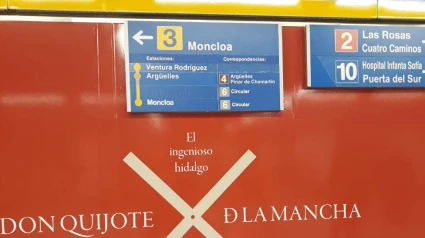 3 Moncloa
Estaciones: Correspondencias:
Ventura Rodríguez
Argüelles 4 Argüelles
Pinar de Chamartín
6 Circular
Moncloa 6 Circular
2 Las Rosas
Cuatro Caminos
10 Hospital Infanta Sofía
Puerta del Sur
El
ingenioso
hidalgo
DON QUIJOTE
D LA MANCHA